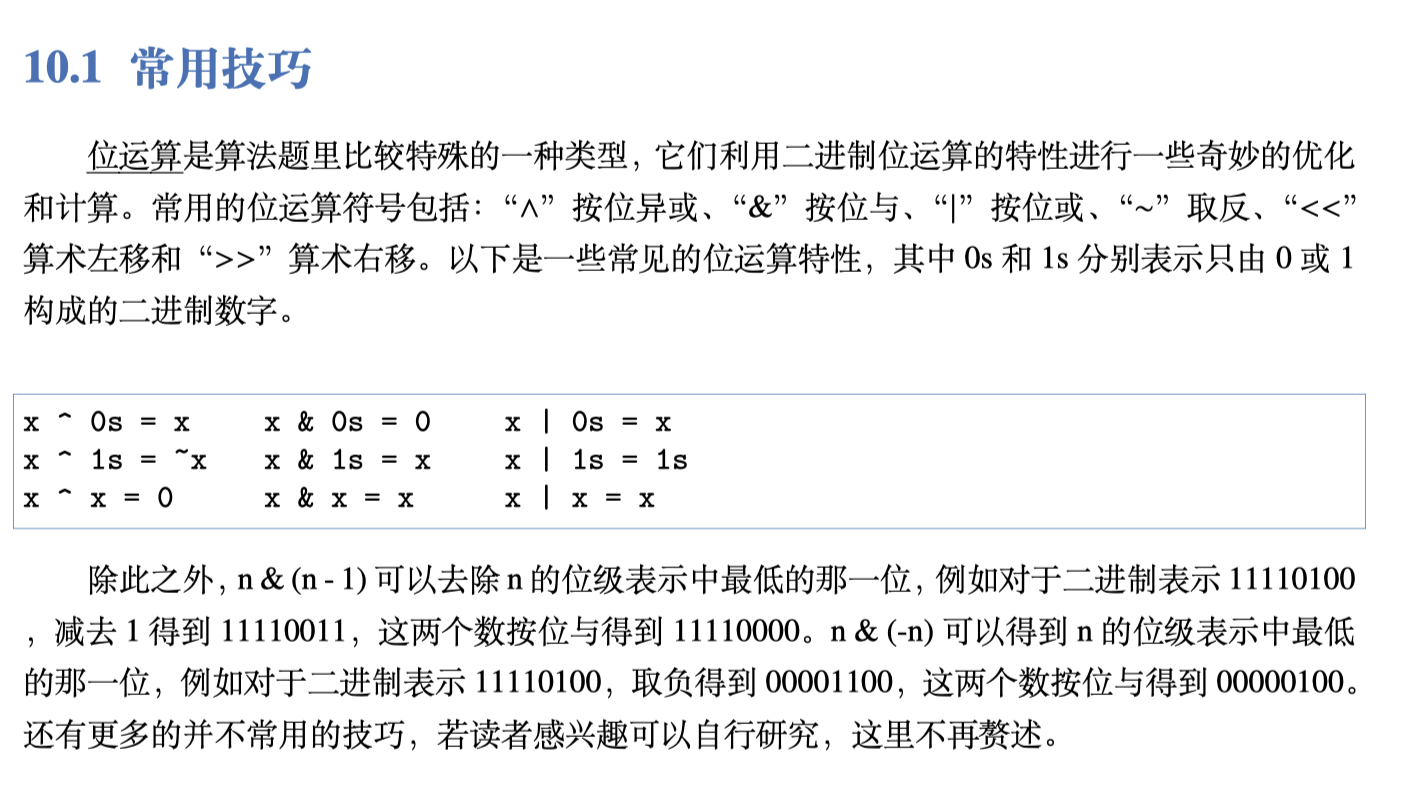 10.1 常用技巧
位运算是算法题里比较特殊的一种类型，它们利用二进制位运算的特性进行一些奇妙的优化
和计算。常用的位运算符号包括：“∧”按位异或、“&”按位与、“|”按位或、“~”取反、“<<”
算术左移和“>>”算术右移。以下是一些常见的位运算特性，其中 0s 和 1s 分别表示只由 0 或 1
构成的二进制数字。
x ^ 0s = x x & 0s = 0 x | 0s = x
x ^ 1s = ~x x & 1s = x x | 1s = 1s
x ^ x = 0 x & x = x x | x = x
除此之外，n & (n - 1) 可以去除 n 的位级表示中最低的那一位，例如对于二进制表示 11110100
，减去 1 得到 11110011，这两个数按位与得到 11110000。n & (-n) 可以得到 n 的位级表示中最低
的那一位，例如对于二进制表示 11110100，取负得到 00001100，这两个数按位与得到 00000100。
还有更多的并不常用的技巧，若读者感兴趣可以自行研究，这里不再赘述。